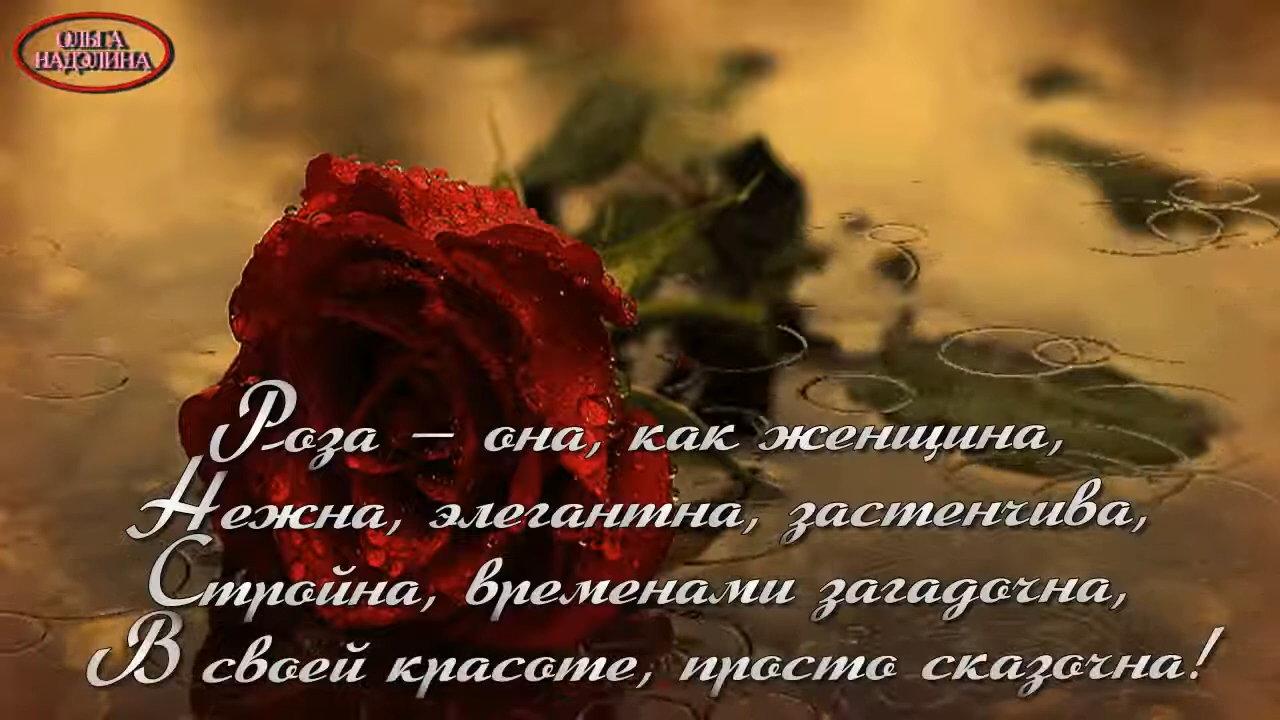 ОЛЬГА
НАДОЛИНА
Роза – она, как женщина,
Нежна, элегантна, застенчива,
Стройна, временами загадочна,
В своей красоте, просто сказочна!